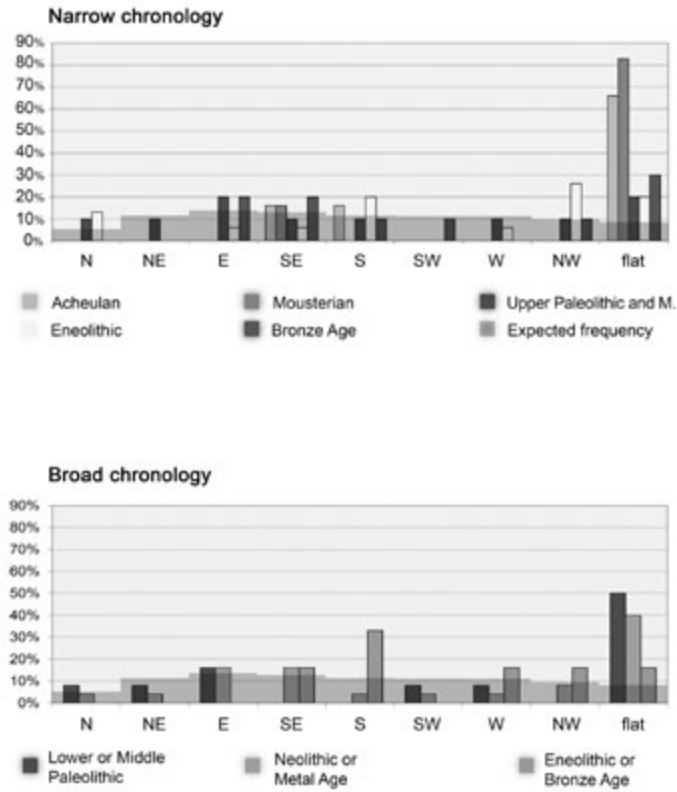 Narrow chronology
90%
80%
70%
60%
50%
40%
30%
20%
10%
0%
N NE E SE S SW W NW flat
Acheulan Mousterian Upper Paleolithic and M.
Eneolithic Bronze Age Expected frequency
Broad chronology
90%
80%
70%
60%
50%
40%
30%
20%
10%
0%
N NE E SE S SW W NW flat
Lower or Middle Neolithic or Eneolithic or
Paleolithic Metal Age Bronze Age